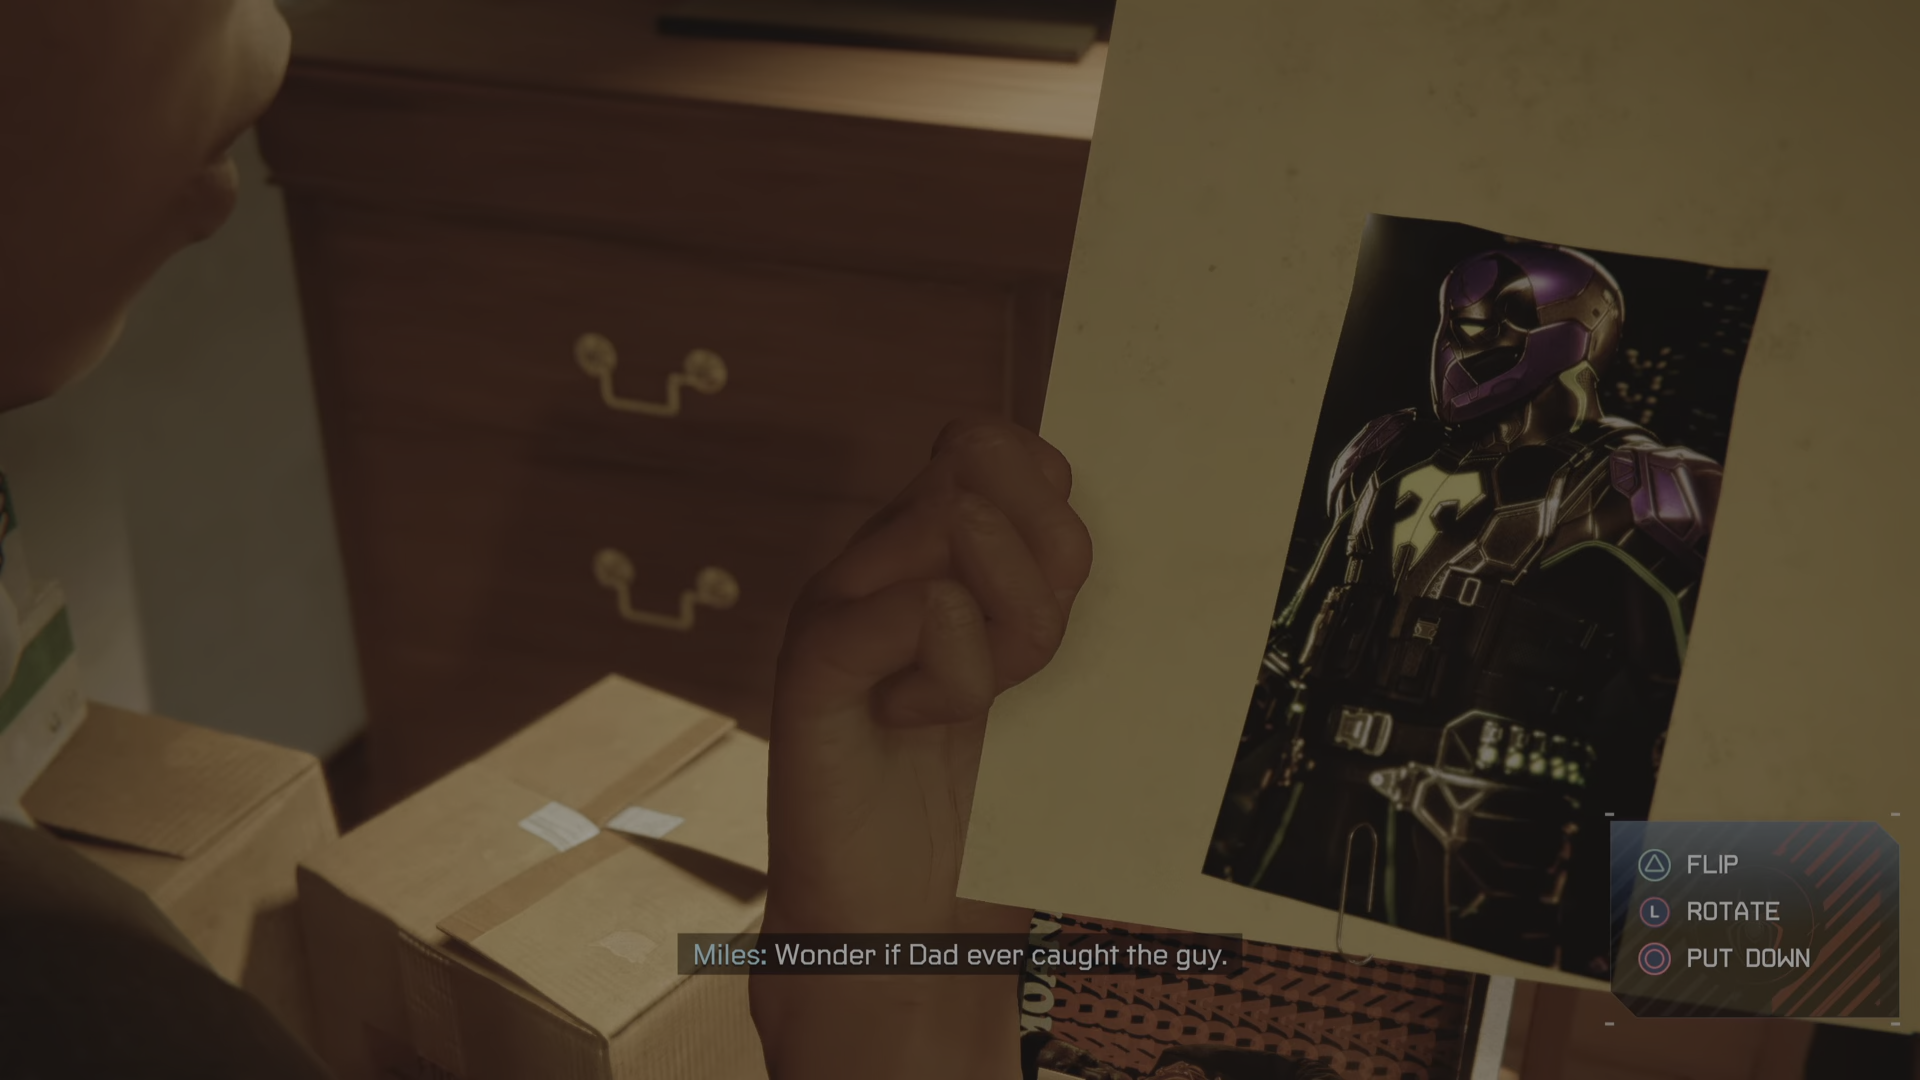 FLIP
L ROTATE
PUT DOWN
Miles: Wonder if Dad ever caught the guy.